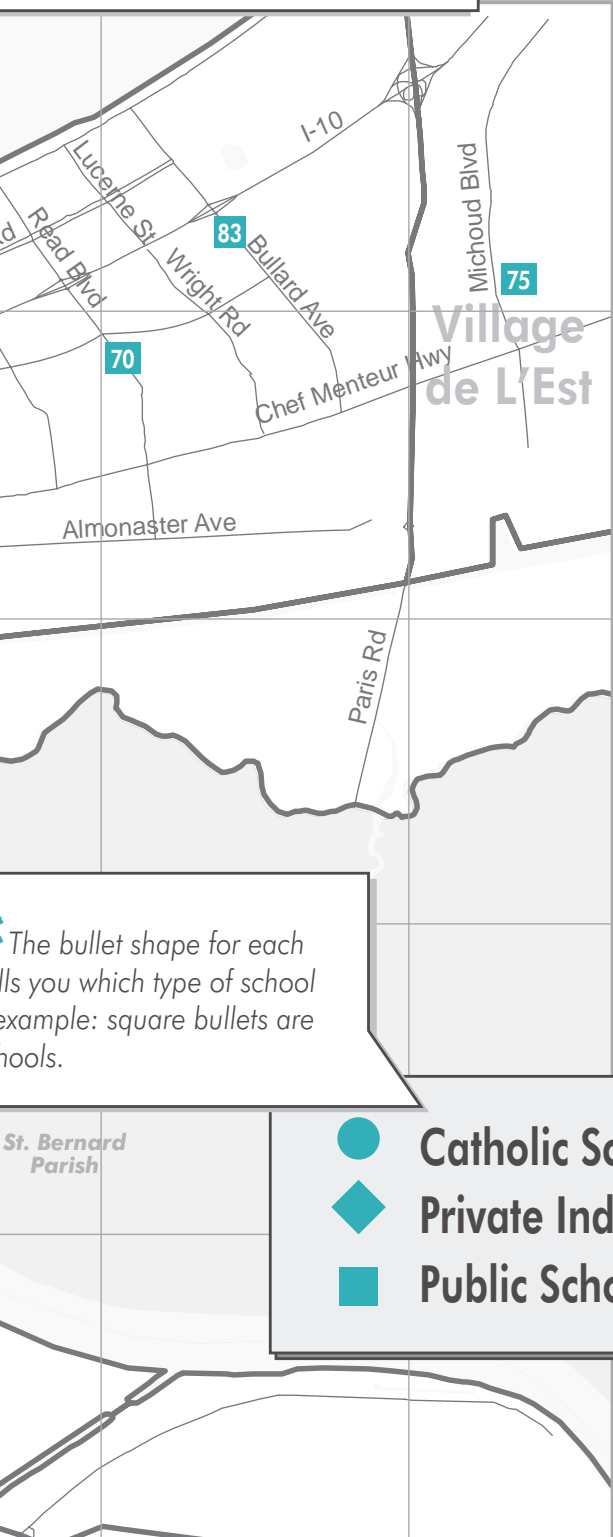 I-10
Lucerne St
Michoud Blvd
Rd
Read Blvd
83
Bullard Ave
Wright Rd
75
Village
de L'Est
70
Chef Menteur Hwy
Almonaster Ave
Paris Rd
The bullet shape for each
lls you which type of school
example: square bullets are
hools.
St. Bernard
Parish
Catholic Sc
Private Ind
Public Scho